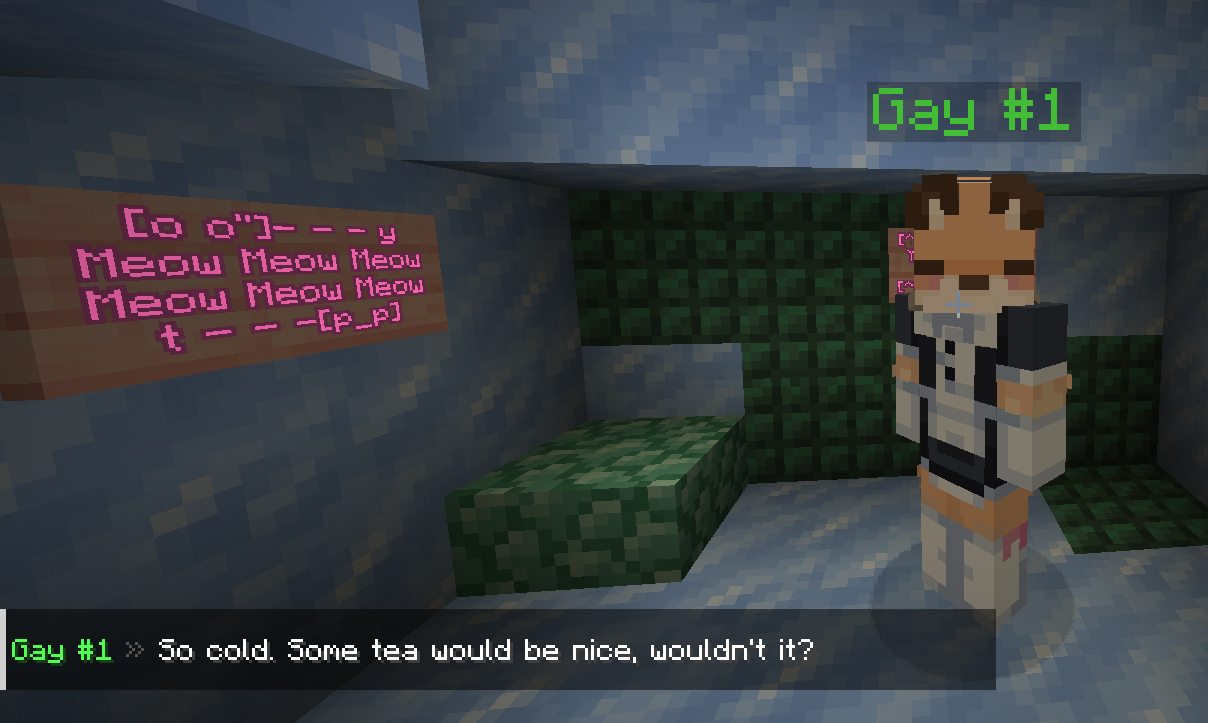 Gay #1
[o o"]- - - y
Meow Meow Meow
Meow Meow Meow
t - - -[p_p]
Gay #1 » So cold. Some tea would be nice, wouldn't it?